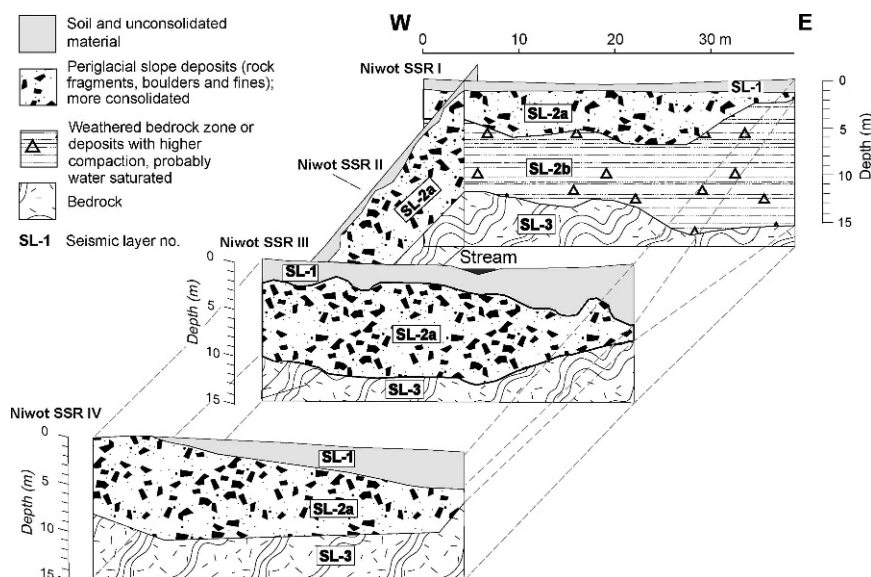 Soil and unconsolidated
material
Periglacial slope deposits (rock
fragments, boulders and fines);
more consolidated
Weathered bedrock zone or
deposits with higher
compaction, probably
water saturated
Bedrock
SL-1 Seismic layer no.
W E
0 10 20 30 m
Niwot SSR I
SL-1
SL-2a
SL-2b
SL-3
0
5
10
15
Depth (m)
Niwot SSR II
SL-2a
Niwot SSR III
Stream
0
5
10
15
Depth (m)
SL-1
SL-2a
SL-3
Niwot SSR IV
0
5
10
15
Depth (m)
SL-1
SL-2a
SL-3